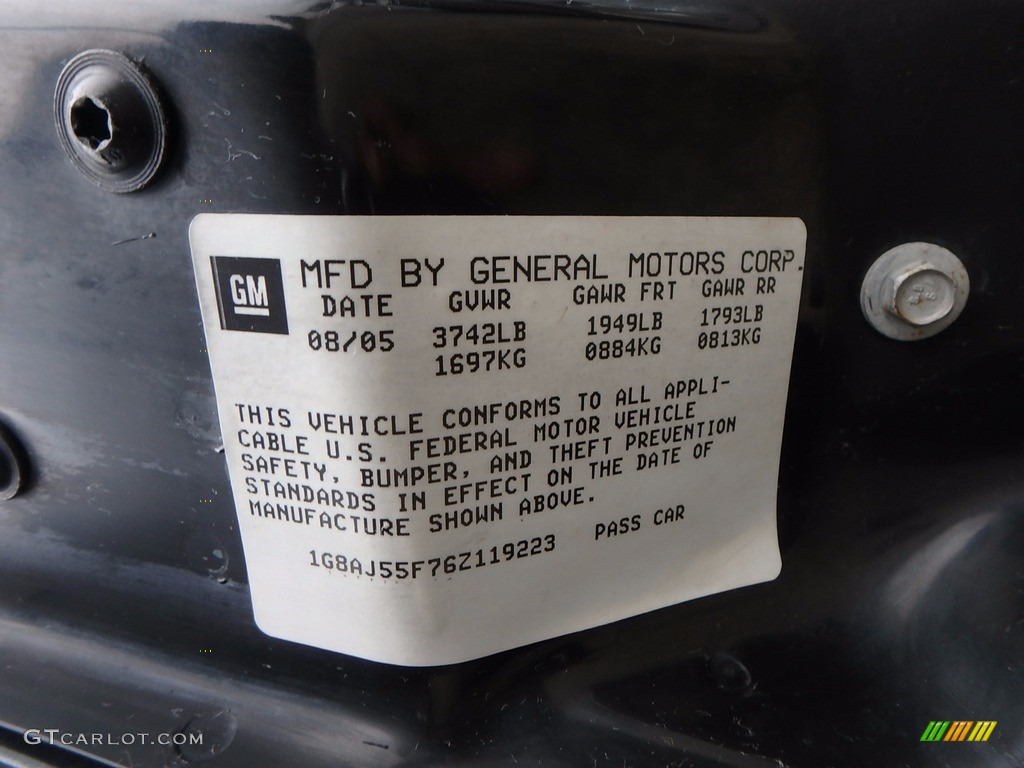 GM
MFD BY GENERAL MOTORS CORP.
DATE GVWR GAWR FRT GAWR RR
08/05 3742LB 1949LB 1793LB
1697KG 0884KG 0813KG
THIS VEHICLE CONFORMS TO ALL APPLI-
CABLE U.S. FEDERAL MOTOR VEHICLE
SAFETY, BUMPER, AND THEFT PREVENTION
STANDARDS IN EFFECT ON THE DATE OF
MANUFACTURE SHOWN ABOVE.
1G8AJ55F76Z119223 PASS CAR
GTCARLOT.COM